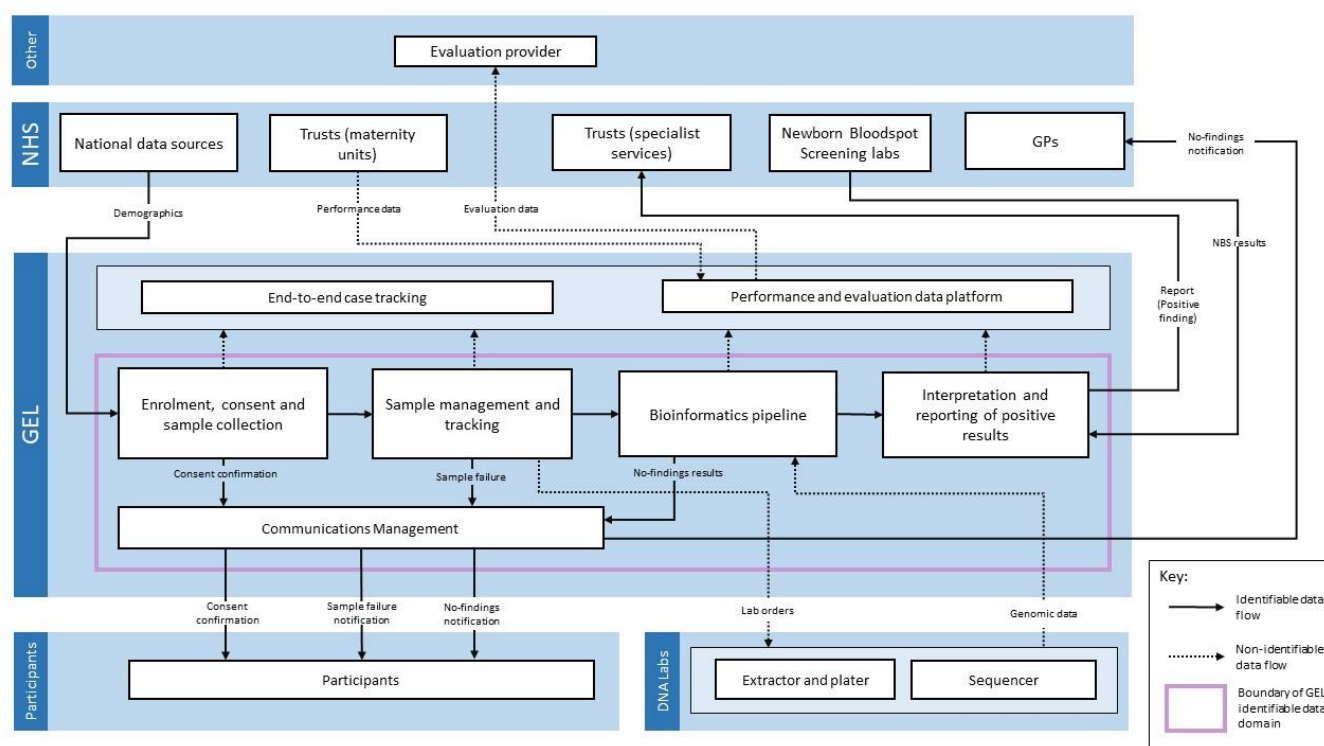 Other
Evaluation provider
NHS
National data sources
Trusts (maternity
units)
Trusts (specialist
services)
Newborn Bloodspot
Screening labs
GPs
No-findings
notification
Demographics
Performance data
Evaluation data
NBS results
GEL
End-to-end case tracking
Performance and evaluation data platform
Report
(Positive
finding)
Enrolment, consent and
sample collection
Sample management and
tracking
Bioinformatics pipeline
Interpretation and
reporting of positive
results
Consent confirmation
Sample failure
No-findings results
Communications Management
Consent
confirmation
Sample failure
notification
No-findings
notification
Lab orders
Genomic data
Participants
Participants
DNA Labs
Extractor and plater
Sequencer
Key:
Identifiable data
flow
Non-identifiable
data flow
Boundary of GEL
identifiable data
domain